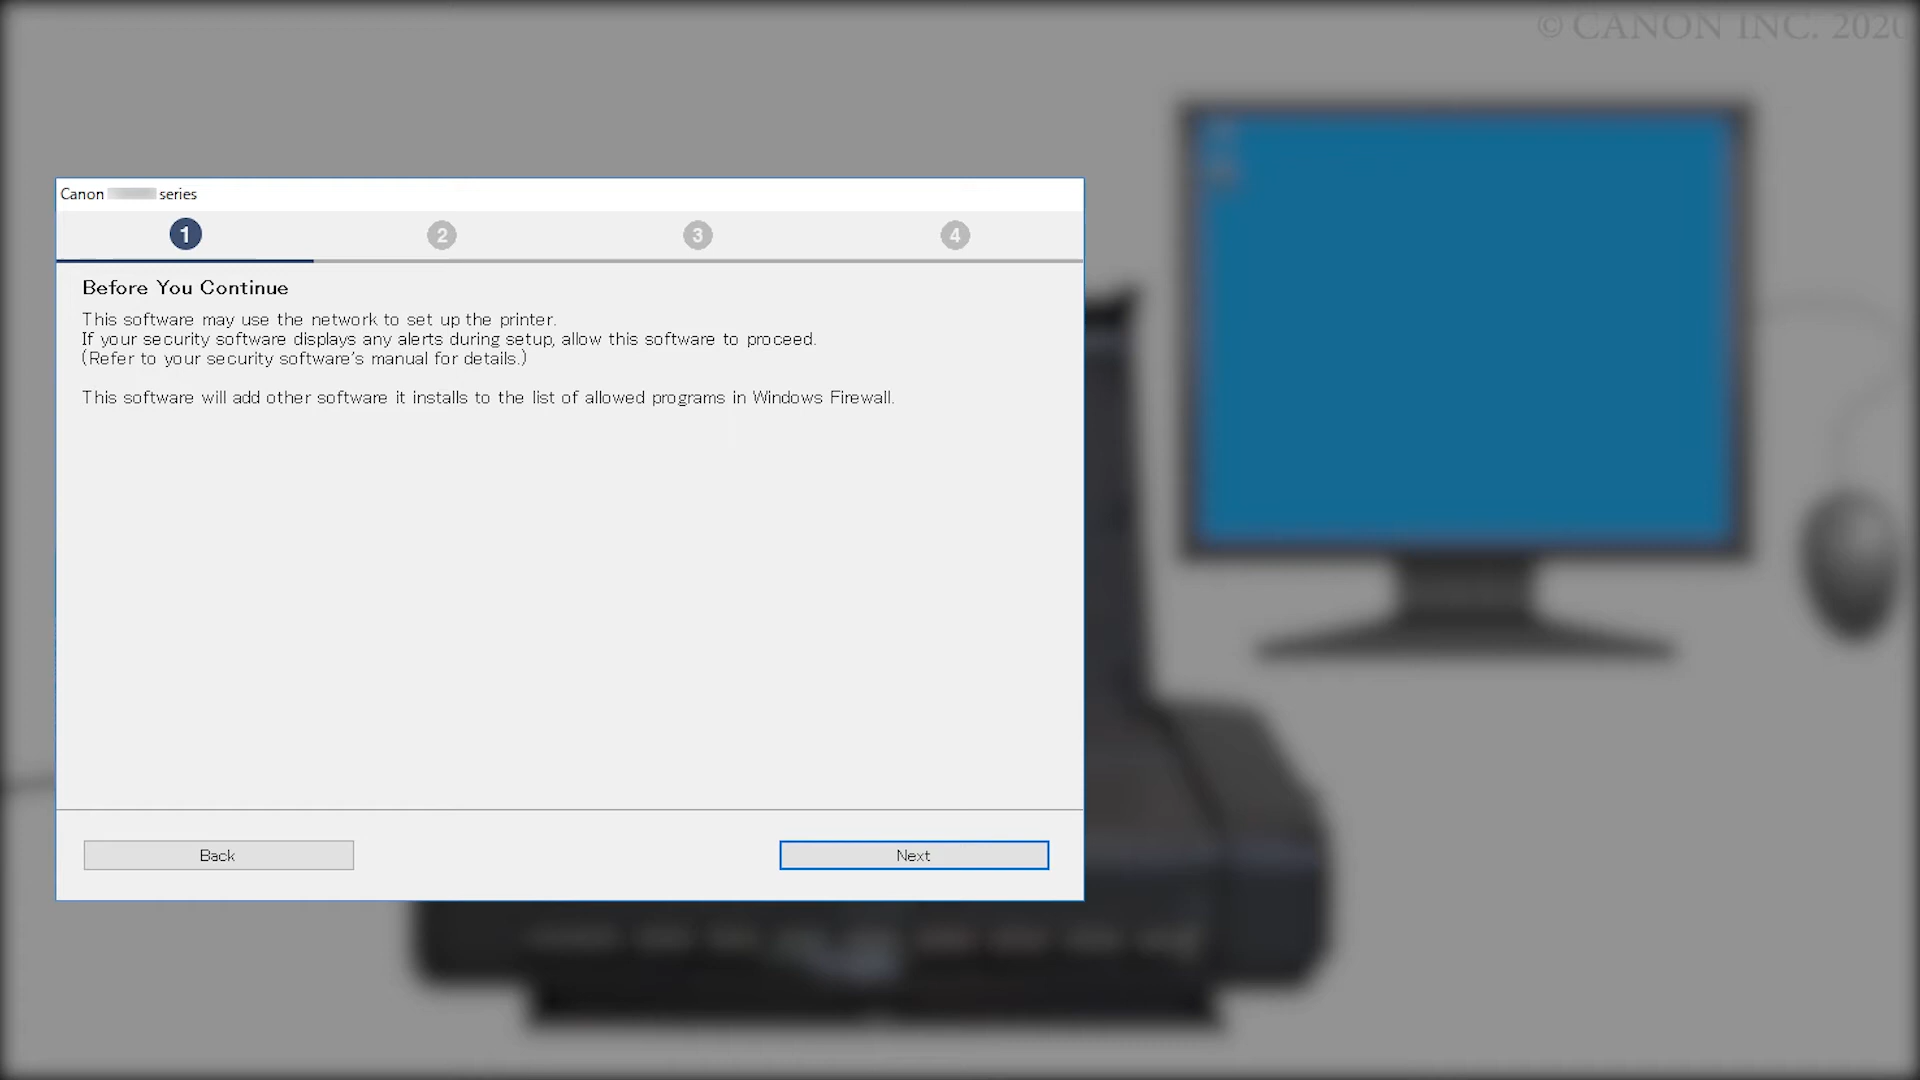 © CANON INC. 2020
Canon series
1 2 3 4
Before You Continue
This software may use the network to set up the printer.
If your security software displays any alerts during setup, allow this software to proceed.
(Refer to your security software's manual for details.)
This software will add other software it installs to the list of allowed programs in Windows Firewall.
Back Next